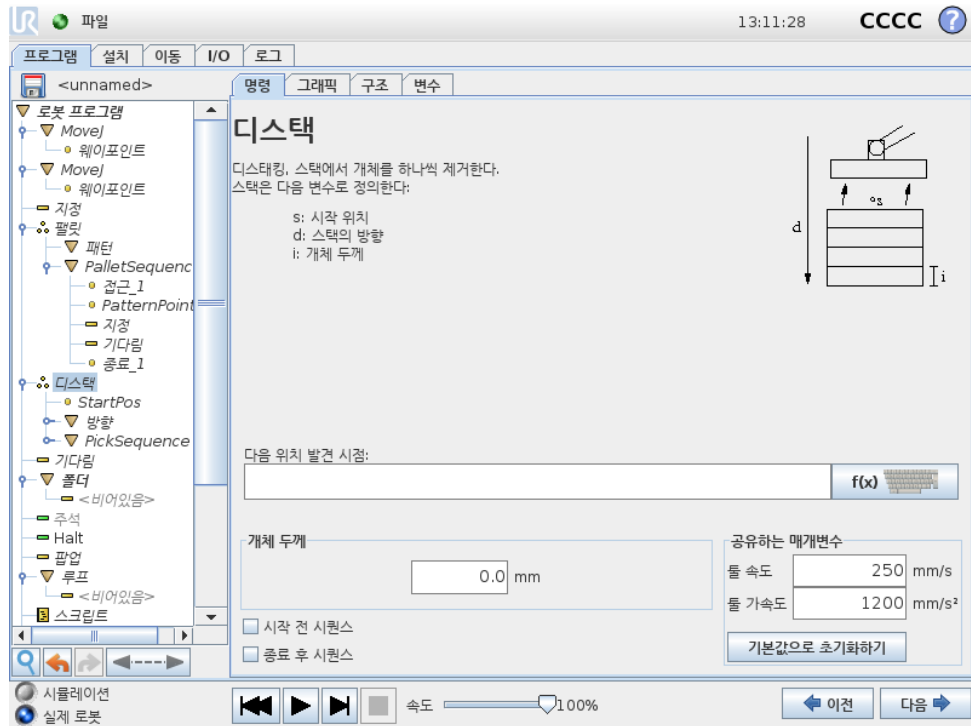 UR 파일 13:11:28 CCCC ?
프로그램 설치 이동 I/O 로그
<unnamed>
명령 그래픽 구조 변수
로봇 프로그램
MoveJ
웨이포인트
MoveJ
웨이포인트
지정
팰릿
패턴
PalletSequenc
접근_1
PatternPoint
지정
기다림
종료_1
디스택
StartPos
방향
PickSequence
기다림
폴더
<비어있음>
주석
Halt
팝업
루프
<비어있음>
스크립트
디스택
디스태킹, 스택에서 개체를 하나씩 제거한다.
스택은 다음 변수로 정의한다:
s: 시작 위치
d: 스택의 방향
i: 개체 두께
d
s
i
다음 위치 발견 시점:
f(x)
개체 두께
0.0 mm
시작 전 시퀀스
종료 후 시퀀스
공유하는 매개변수
툴 속도 250 mm/s
툴 가속도 1200 mm/s²
기본값으로 초기화하기
시뮬레이션
실제 로봇
속도 100%
이전 다음